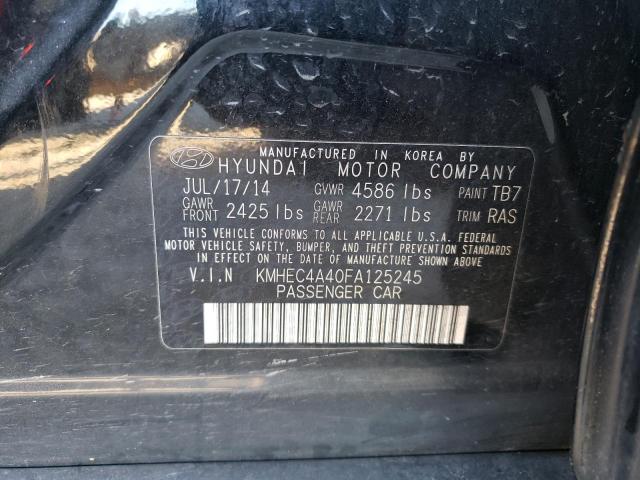 MANUFACTURED IN KOREA BY
HYUNDAI MOTOR COMPANY
JUL/17/14 GVWR 4586 lbs PAINT TB7
GAWR FRONT 2425 lbs GAWR REAR 2271 lbs TRIM RAS
THIS VEHICLE CONFORMS TO ALL APPLICABLE U.S.A. FEDERAL
MOTOR VEHICLE SAFETY, BUMPER, AND THEFT PREVENTION STANDARDS
IN EFFECT ON THE DATE OF MANUFACTURE SHOWN ABOVE.
V.I.N KMHEC4A40FA125245
PASSENGER CAR